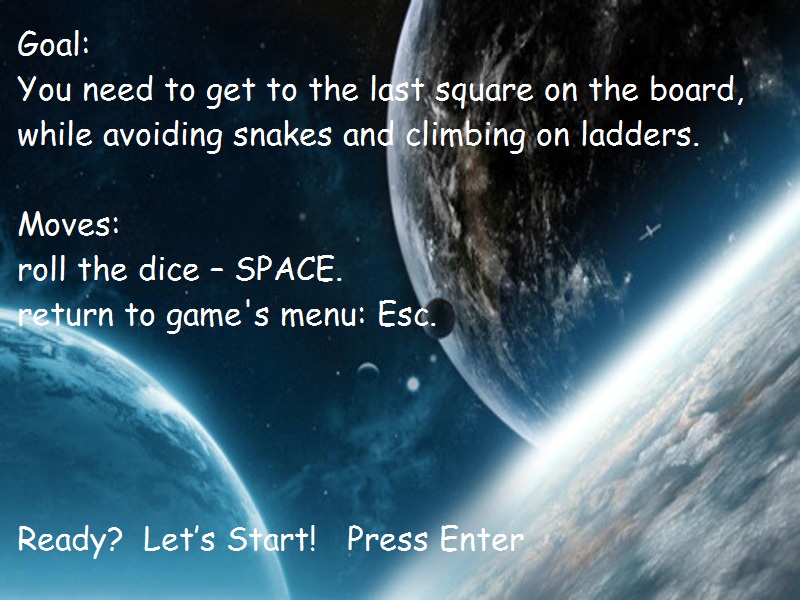 Goal:
You need to get to the last square on the board,
while avoiding snakes and climbing on ladders.
Moves:
roll the dice – SPACE.
return to game's menu: Esc.
Ready?  Let’s Start!   Press Enter